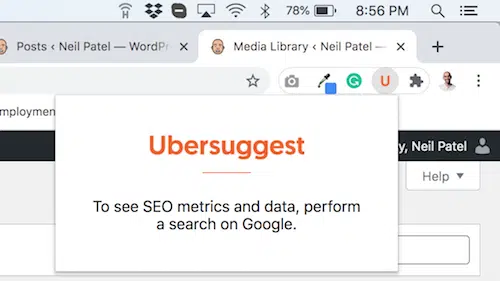 78% 8:56 PM
Posts ‹ Neil Patel — WordPr
Media Library ‹ Neil Patel —
mploymen
U
Ubersuggest
y, Neil Patel
To see SEO metrics and data, perform
a search on Google.
Help